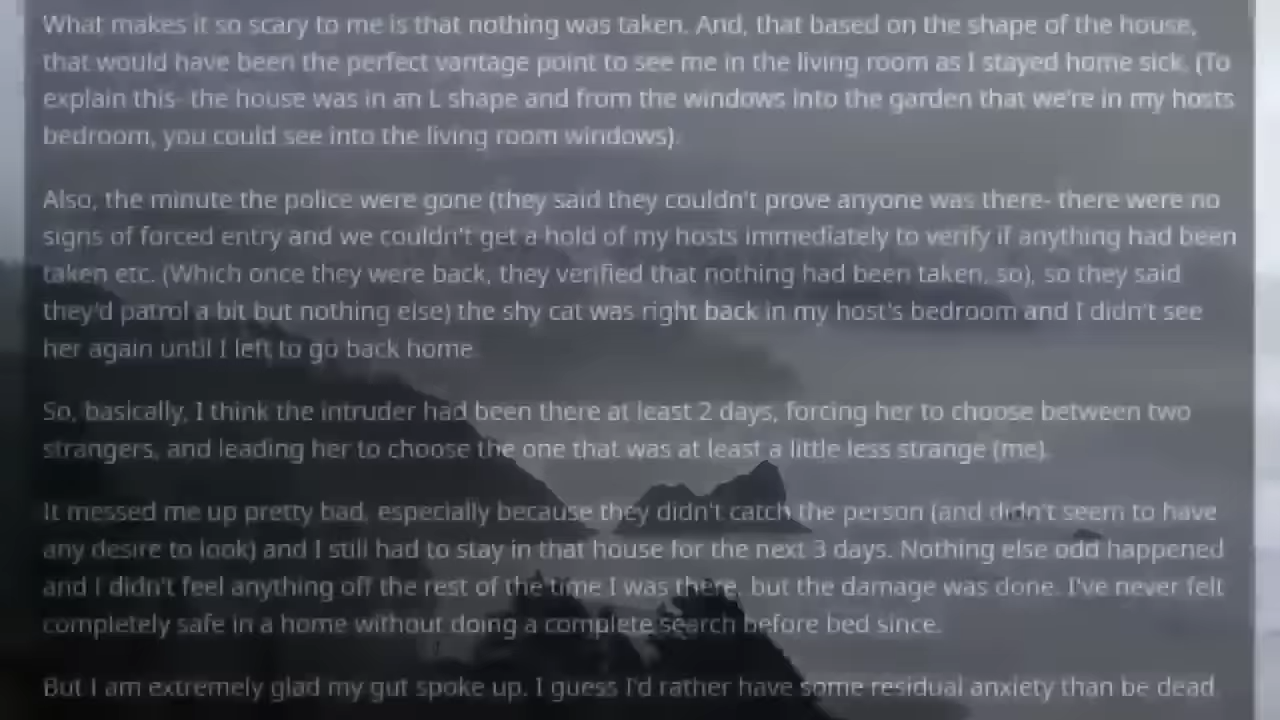 What makes it so scary to me is that nothing was taken. And, that based on the shape of the house,
that would have been the perfect vantage point to see me in the living room as I stayed home sick. (To
explain this- the house was in an L shape and from the windows into the garden that we're in my hosts
bedroom, you could see into the living room windows).
Also, the minute the police were gone (they said they couldn't prove anyone was there- there were no
signs of forced entry and we couldn't get a hold of my hosts immediately to verify if anything had been
taken etc. (Which once they were back, they verified that nothing had been taken, so), so they said
they'd patrol a bit but nothing else) the shy cat was right back in my host's bedroom and I didn't see
her again until I left to go back home.
So, basically, I think the intruder had been there at least 2 days, forcing her to choose between two
strangers, and leading her to choose the one that was at least a little less strange (me).
It messed me up pretty bad, especially because they didn't catch the person (and didn't seem to have
any desire to look) and I still had to stay in that house for the next 3 days. Nothing else odd happened
and I didn't feel anything off the rest of the time I was there, but the damage was done. I've never felt
completely safe in a home without doing a complete search before bed since.
But I am extremely glad my gut spoke up. I guess I'd rather have some residual anxiety than be dead.